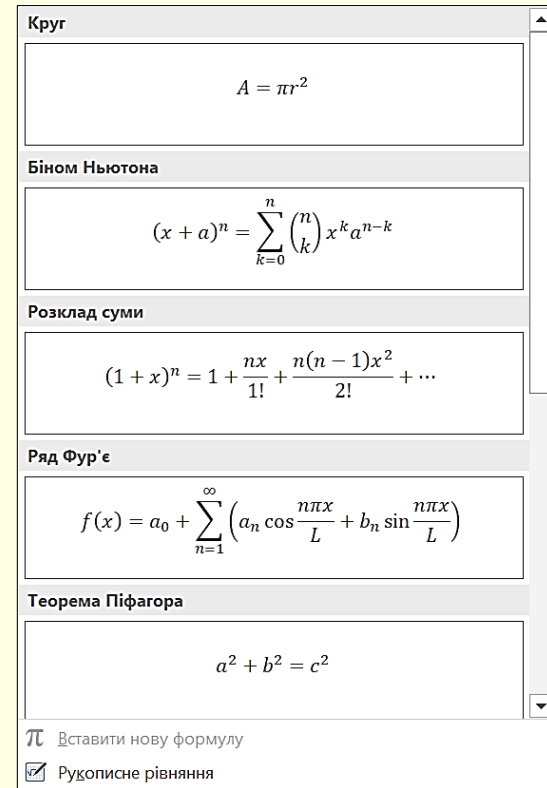 Круг
A = πr²
Біном Ньютона
(x + a)ⁿ = ∑ₖ₌₀ⁿ (n k) xᵏaⁿ⁻ᵏ
Розклад суми
(1 + x)ⁿ = 1 + nx/1! + n(n − 1)x²/2! + ⋯
Ряд Фур'є
f(x) = a₀ + ∑ₙ₌₁^∞ (aₙ cos nπx/L + bₙ sin nπx/L)
Теорема Піфагора
a² + b² = c²
π Вставити нову формулу
Рукописне рівняння